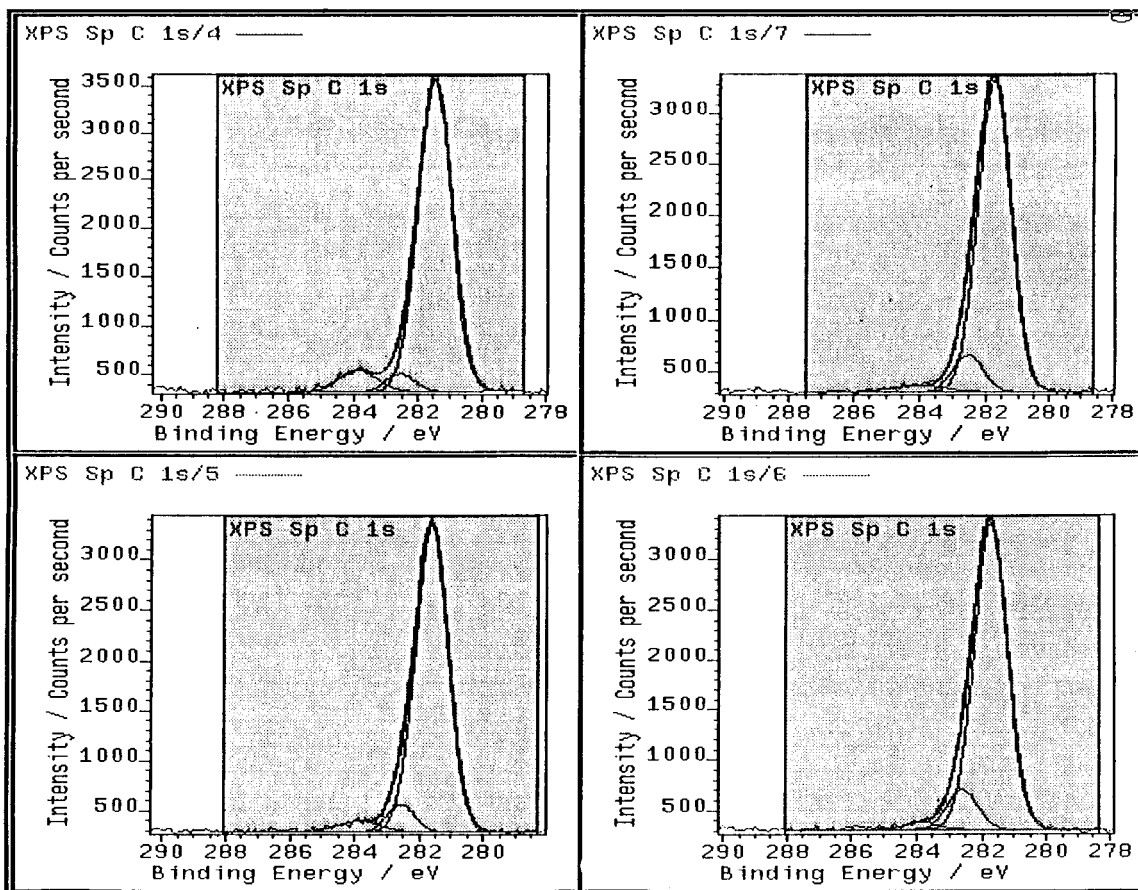 XPS Sp C 1s/4
XPS Sp C 1s
Intensity / Counts per second
3500
3000
2500
2000
1500
1000
500
290 288 286 284 282 280 278
Binding Energy / eV
XPS Sp C 1s/7
XPS Sp C 1s
Intensity / Counts per second
3000
2500
2000
1500
1000
500
290 288 286 284 282 280 278
Binding Energy / eV
XPS Sp C 1s/5
XPS Sp C 1s
Intensity / Counts per second
3000
2500
2000
1500
1000
500
290 288 286 284 282 280
Binding Energy / eV
XPS Sp C 1s/6
XPS Sp C 1s
Intensity / Counts per second
3000
2500
2000
1500
1000
500
290 288 286 284 282 280 278
Binding Energy / eV